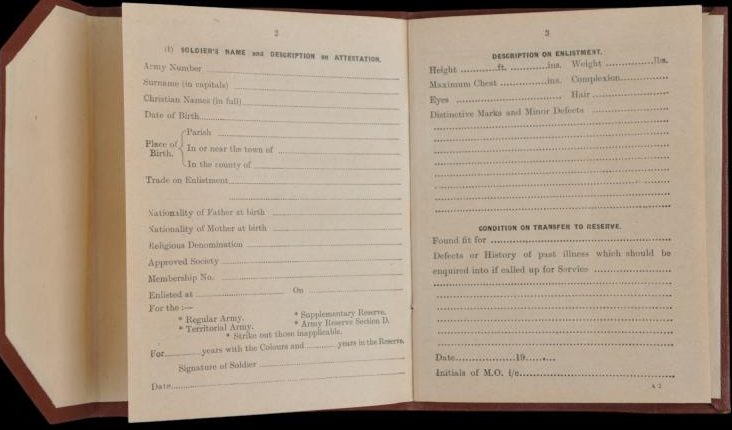 2
(1) SOLDIER'S NAME and DESCRIPTION on ATTESTATION.
Army Number
Surname (in capitals)
Christian Names (in full)
Date of Birth
Place of Birth.
Parish
In or near the town of
In the county of
Trade on Enlistment
Nationality of Father at birth
Nationality of Mother at birth
Religious Denomination
Approved Society
Membership No.
Enlisted at On
For the :—
* Regular Army. * Supplementary Reserve.
* Territorial Army. * Army Reserve Section D.
* Strike out those inapplicable.
For years with the Colours and years in the Reserve.
Signature of Soldier
Date
3
DESCRIPTION ON ENLISTMENT.
Height ft. ins. Weight lbs.
Maximum Chest ins. Complexion
Eyes Hair
Distinctive Marks and Minor Defects
CONDITION ON TRANSFER TO RESERVE.
Found fit for
Defects or History of past illness which should be
enquired into if called up for Service
Date 19
Initials of M.O. i/c
A 2